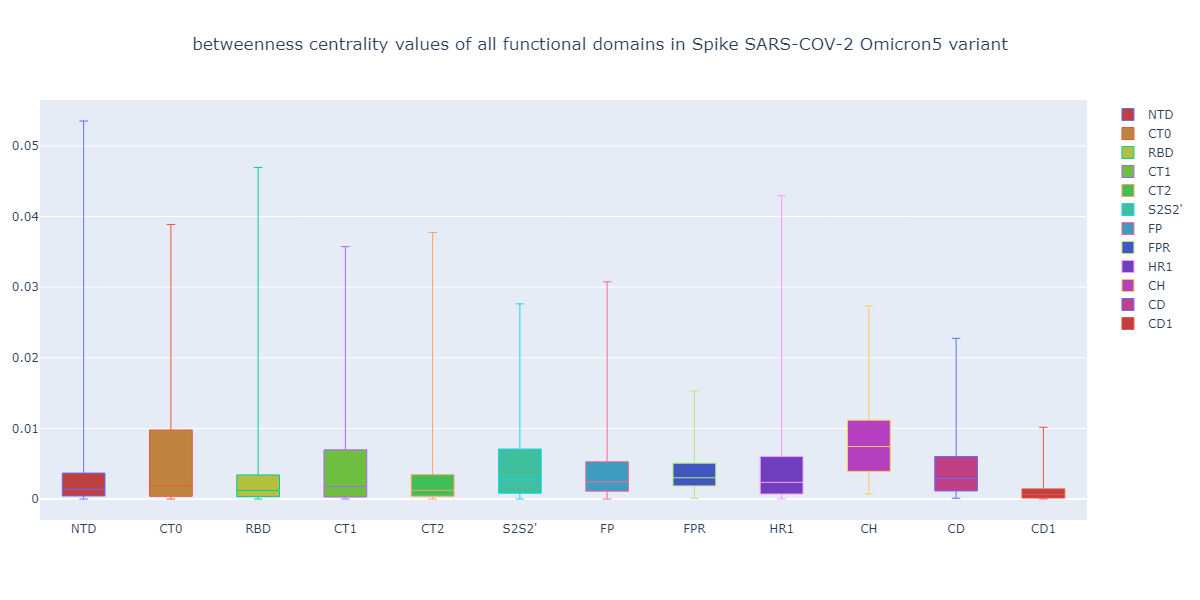 betweenness centrality values of all functional domains in Spike SARS-COV-2 Omicron5 variant
0.05
0.04
0.03
0.02
0.01
0
NTD CT0 RBD CT1 CT2 S2S2' FP FPR HR1 CH CD CD1
NTD
CT0
RBD
CT1
CT2
S2S2'
FP
FPR
HR1
CH
CD
CD1